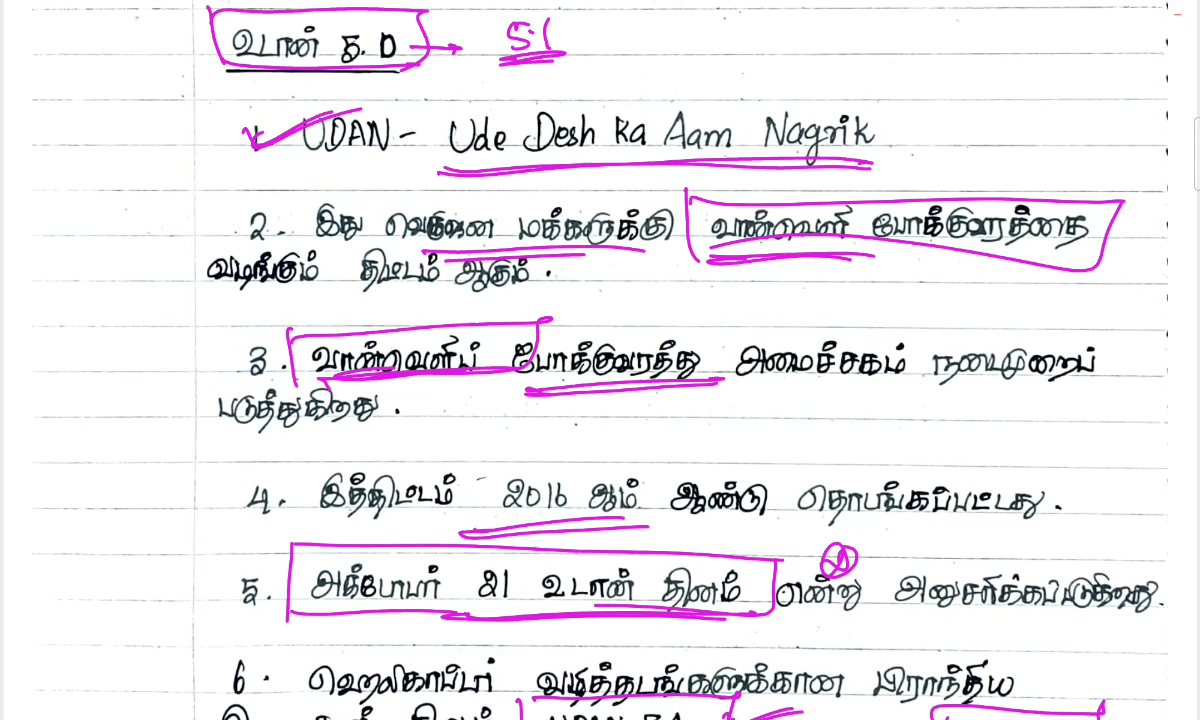 உடான் 5.0 → 5.1
1. UDAN - Ude Desh Ka Aam Nagrik
2. இது வெகுஜன மக்களுக்கு வான்வெளி போக்குவரத்தினை
வழங்கும் திட்டம் ஆகும்.
3. வான்வெளிப் போக்குவரத்து அமைச்சகம் நடைமுறைப்
படுத்துகிறது.
4. இத்திட்டம் 2016 ஆம் ஆண்டு தொடங்கப்பட்டது.
5. அக்டோபர் 21 உடான் தினம் என்று அனுசரிக்கப்படுகிறது.
6. ஹெலிகாப்டர் வழித்தடங்களுக்கான பிராந்திய